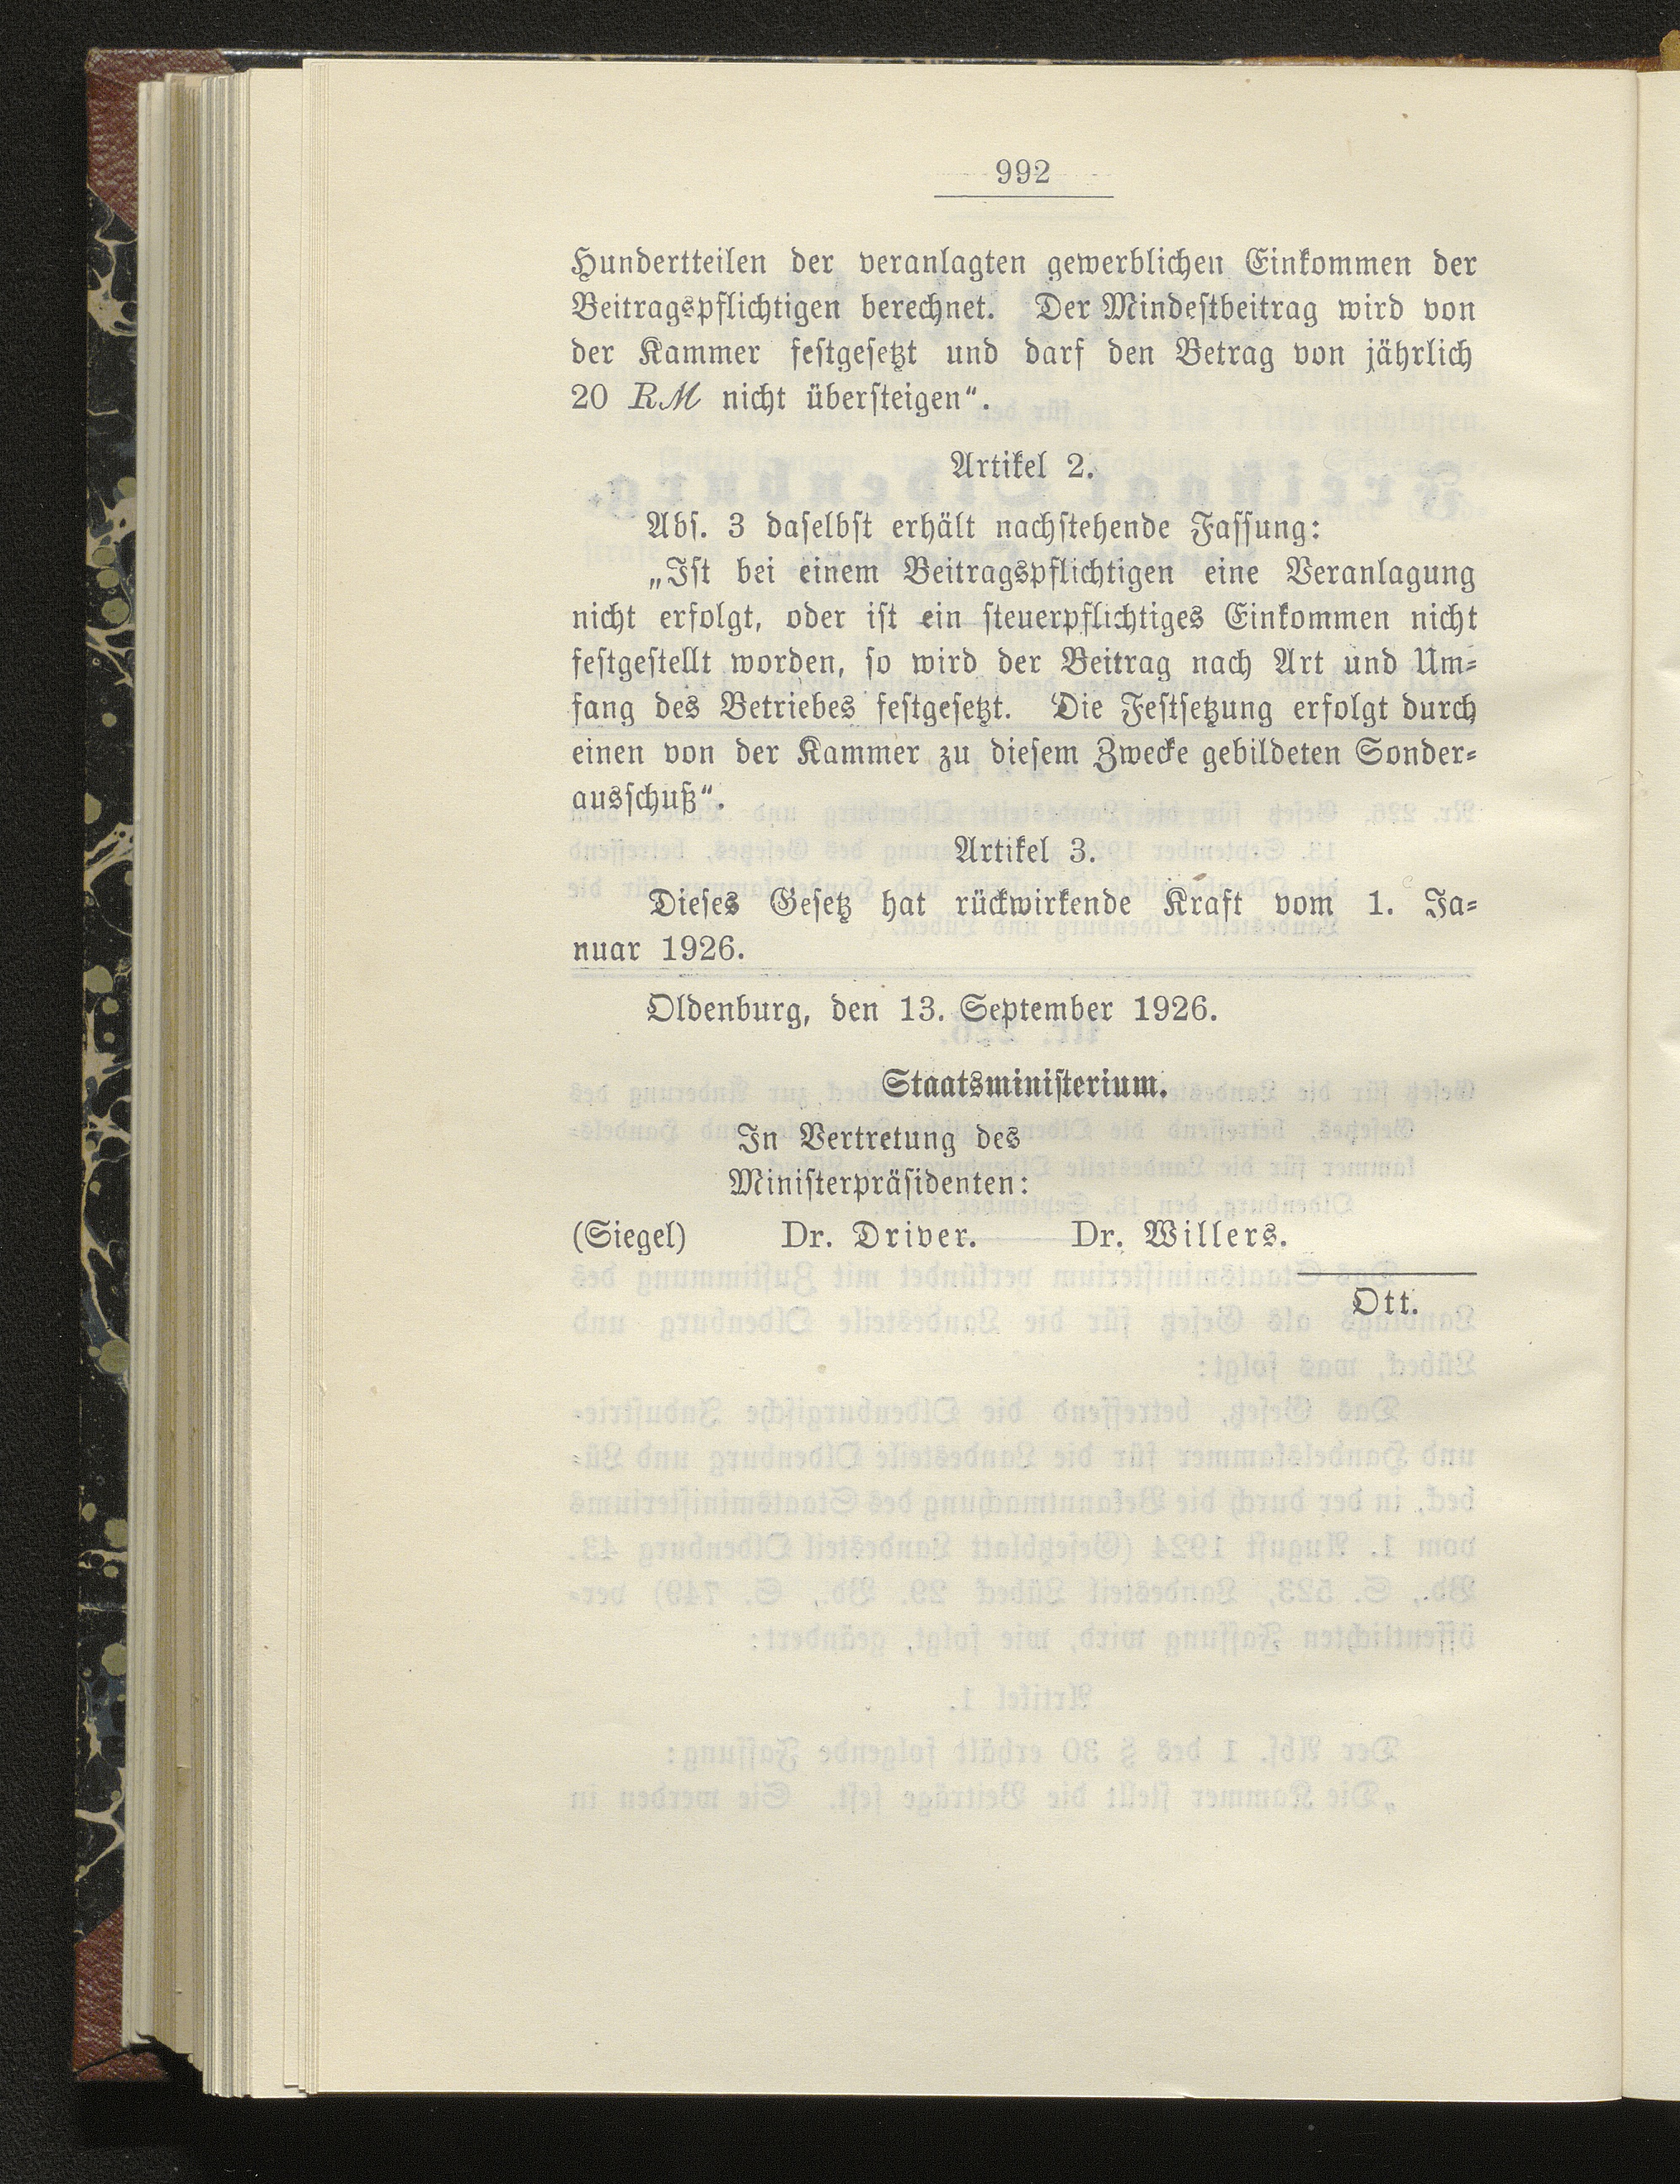 992
Hundertteilen der veranlagten gewerblichen Einkommen der
Beitragspflichtigen berechnet. Der Mindestbeitrag wird von
der Kammer festgesetzt und darf den Betrag von jährlich
20 RM nicht übersteigen“.
Artikel 2.
Abs. 3 daselbst erhält nachstehende Fassung:
„Ist bei einem Beitragspflichtigen eine Veranlagung
nicht erfolgt, oder ist ein steuerpflichtiges Einkommen nicht
festgestellt worden, so wird der Beitrag nach Art und Um-
fang des Betriebes festgesetzt. Die Festsetzung erfolgt durch
einen von der Kammer zu diesem Zwecke gebildeten Sonder-
ausschuß“.
Artikel 3.
Dieses Gesetz hat rückwirkende Kraft vom 1. Ja-
nuar 1926.
Oldenburg, den 13. September 1926.
Staatsministerium.
In Vertretung des
Ministerpräsidenten:
(Siegel) Dr. Driver. Dr. Willers.
Ott.